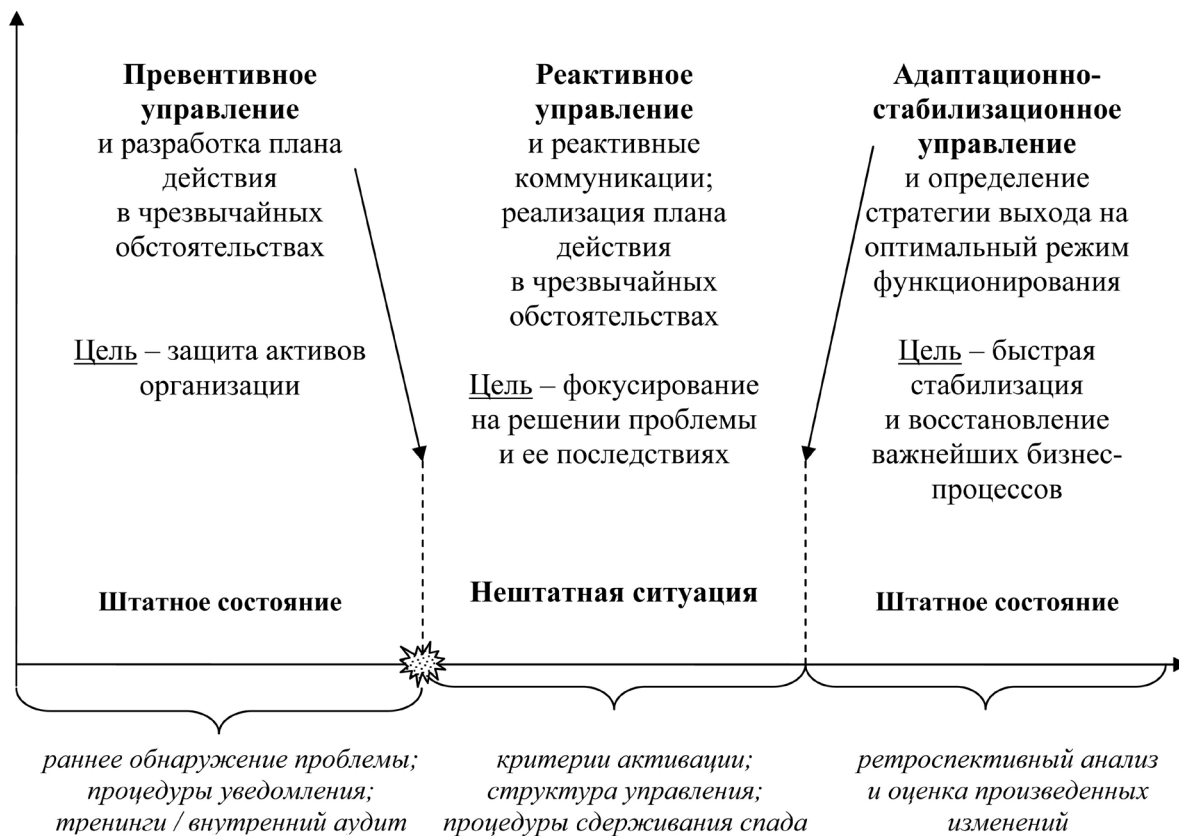 Превентивное
управление
и разработка плана
действия
в чрезвычайных
обстоятельствах
Цель – защита активов
организации
Реактивное
управление
и реактивные
коммуникации;
реализация плана
действия
в чрезвычайных
обстоятельствах
Цель – фокусирование
на решении проблемы
и ее последствиях
Адаптационно-
стабилизационное
управление
и определение
стратегии выхода на
оптимальный режим
функционирования
Цель – быстрая
стабилизация
и восстановление
важнейших бизнес-
процессов
Штатное состояние
Нештатная ситуация
Штатное состояние
раннее обнаружение проблемы;
процедуры уведомления;
тренинги / внутренний аудит
критерии активации;
структура управления;
процедуры сдерживания спада
ретроспективный анализ
и оценка произведенных
изменений